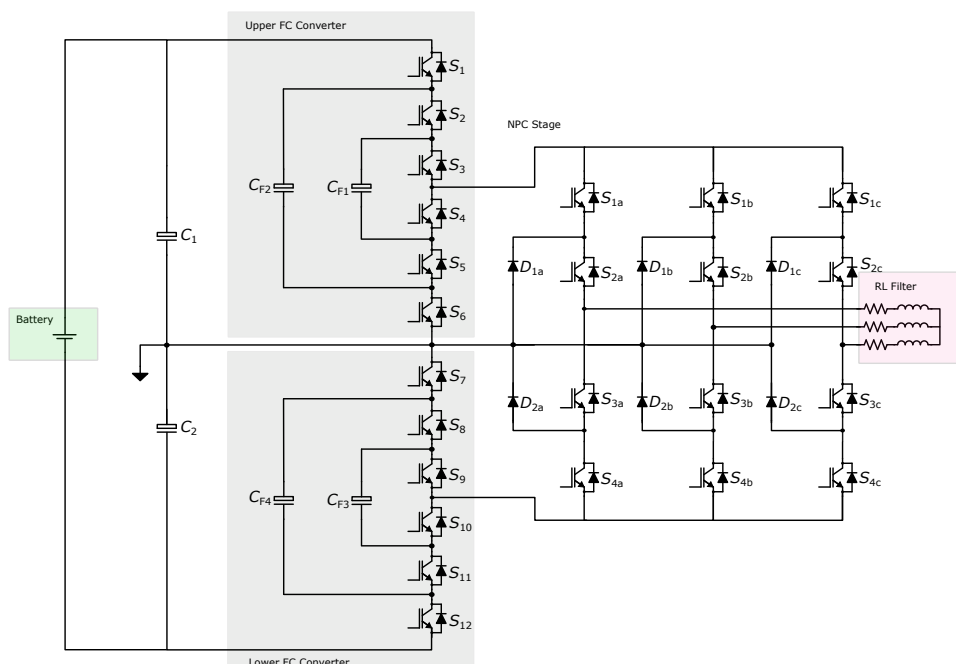 Upper FC Converter
S1
S2
NPC Stage
S3
CF2
CF1
S1a
S1b
S1c
S4
C1
S5
D1a
S2a
D1b
S2b
D1c
S2c
RL Filter
S6
Battery
S7
S8
D2a
S3a
D2b
S3b
D2c
S3c
C2
S9
S4a
S4b
S4c
CF4
CF3
S10
S11
S12
Lower FC Converter